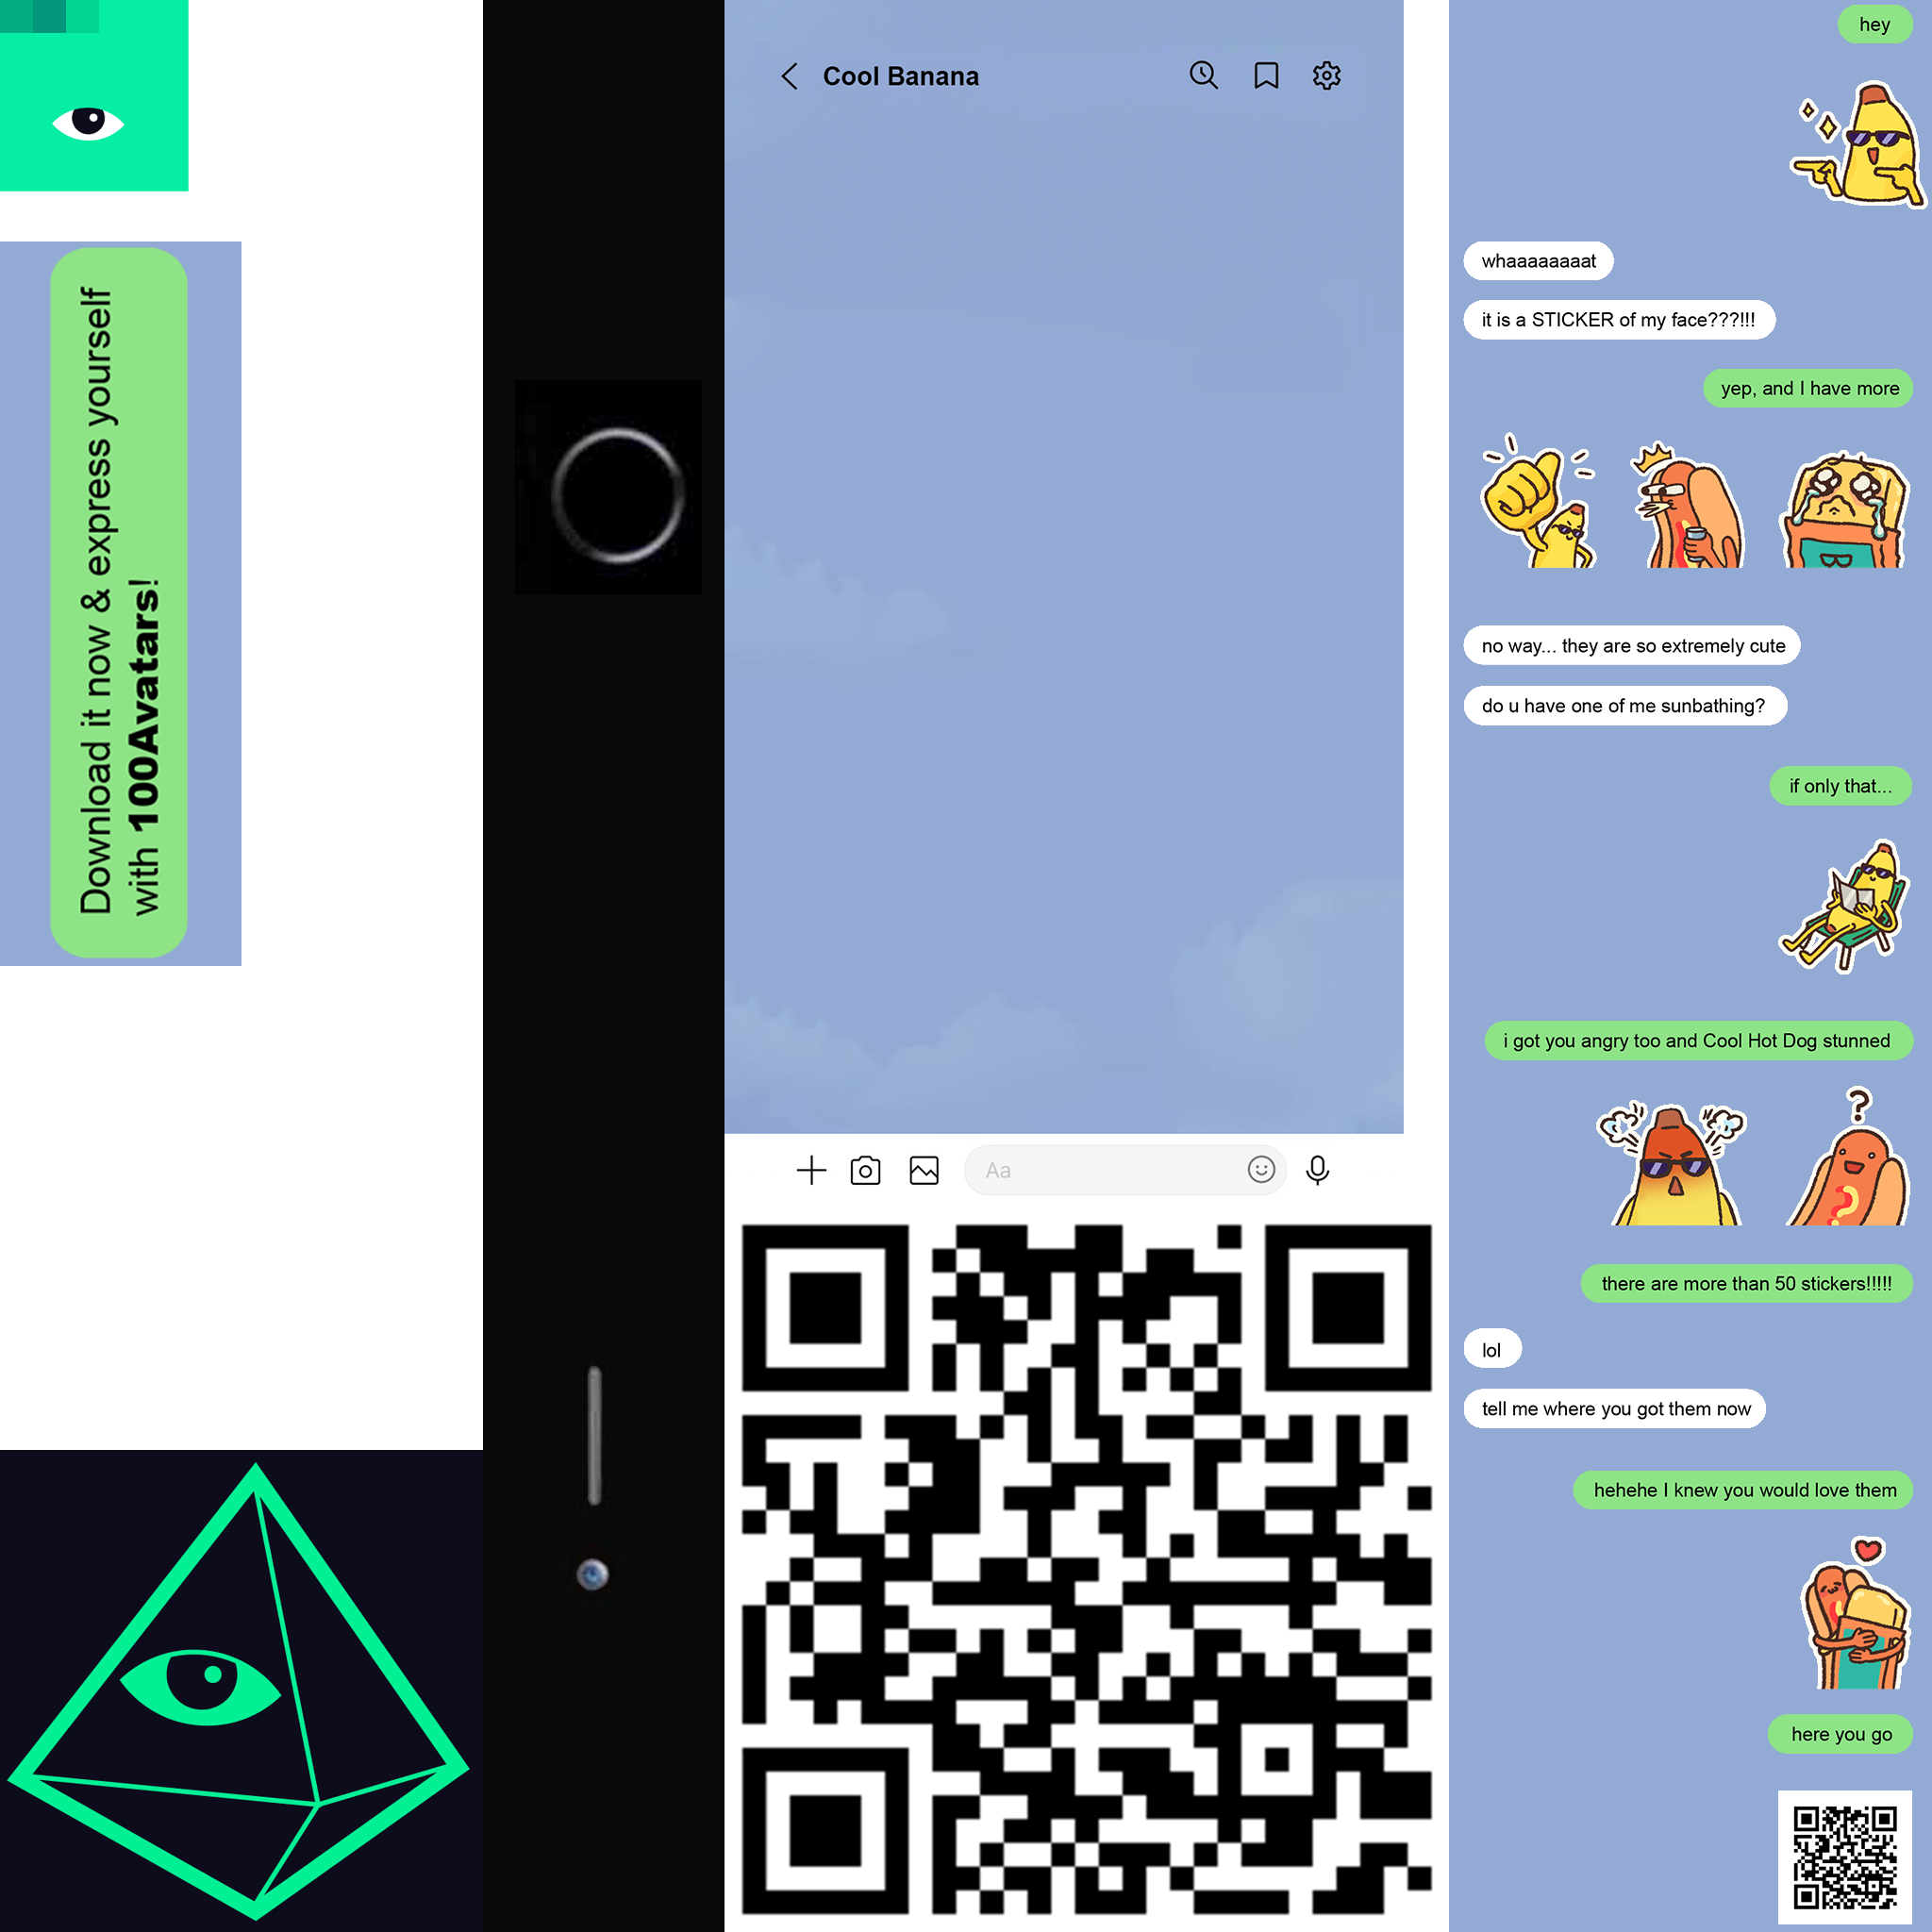 Download it now & express yourself
with 100Avatars!
Cool Banana
Aa
hey
whaaaaaaaat
it is a STICKER of my face???!!!
yep, and I have more
no way... they are so extremely cute
do u have one of me sunbathing?
if only that...
i got you angry too and Cool Hot Dog stunned
?
there are more than 50 stickers!!!!!
lol
tell me where you got them now
hehehe I knew you would love them
here you go